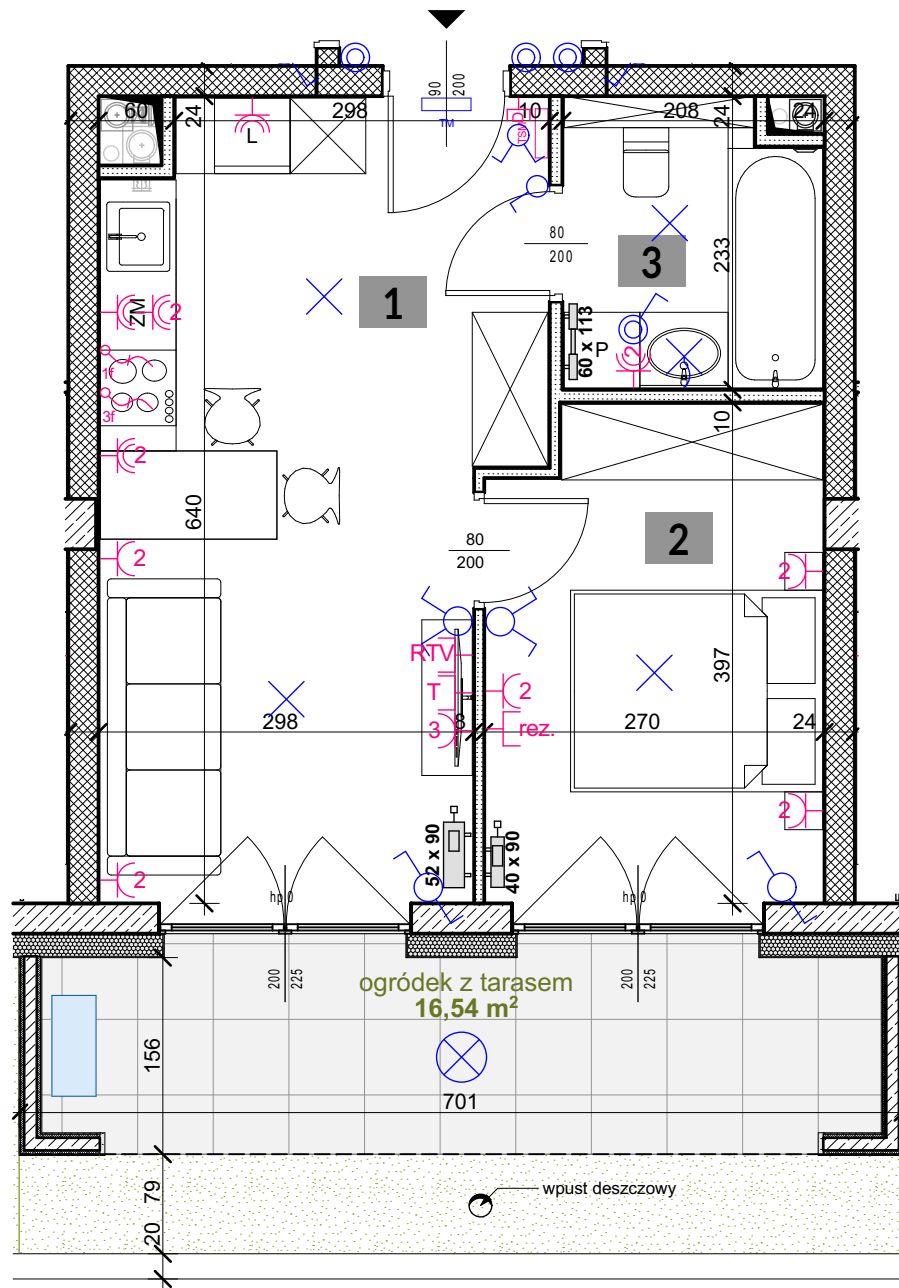 90
200
TM
60
24
298
10
208
24
24
L
TSM
D
80
200
3
233
1
ZM
2
60 x 113
P
2
1f
3f
2
10
640
2
80
200
2
2
RTV
T
2
397
298
3
8
rez.
270
24
2
52 x 90
40 x 90
2
hp 0
hp 0
200
225
200
225
ogródek z tarasem
16,54 m²
156
701
79
wpust deszczowy
20